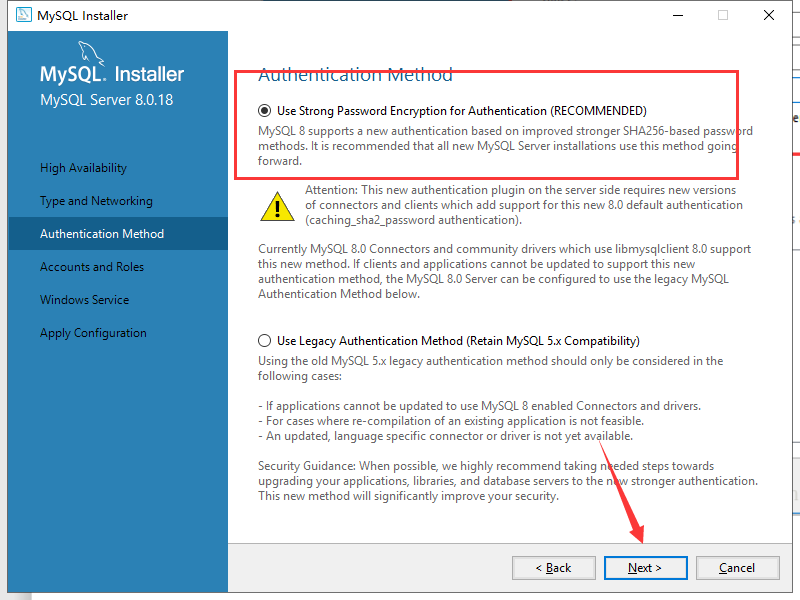 MySQL Installer
MySQL. Installer
MySQL Server 8.0.18
High Availability
Type and Networking
Authentication Method
Accounts and Roles
Windows Service
Apply Configuration
Authentication Method
Use Strong Password Encryption for Authentication (RECOMMENDED)
MySQL 8 supports a new authentication based on improved stronger SHA256-based password
methods. It is recommended that all new MySQL Server installations use this method going
forward.
Attention: This new authentication plugin on the server side requires new versions
of connectors and clients which add support for this new 8.0 default authentication
(caching_sha2_password authentication).
Currently MySQL 8.0 Connectors and community drivers which use libmysqlclient 8.0 support
this new method. If clients and applications cannot be updated to support this new
authentication method, the MySQL 8.0 Server can be configured to use the legacy MySQL
Authentication Method below.
Use Legacy Authentication Method (Retain MySQL 5.x Compatibility)
Using the old MySQL 5.x legacy authentication method should only be considered in the
following cases:
- If applications cannot be updated to use MySQL 8 enabled Connectors and drivers.
- For cases where re-compilation of an existing application is not feasible.
- An updated, language specific connector or driver is not yet available.
Security Guidance: When possible, we highly recommend taking needed steps towards
upgrading your applications, libraries, and database servers to the new stronger authentication.
This new method will significantly improve your security.
< Back
Next >
Cancel